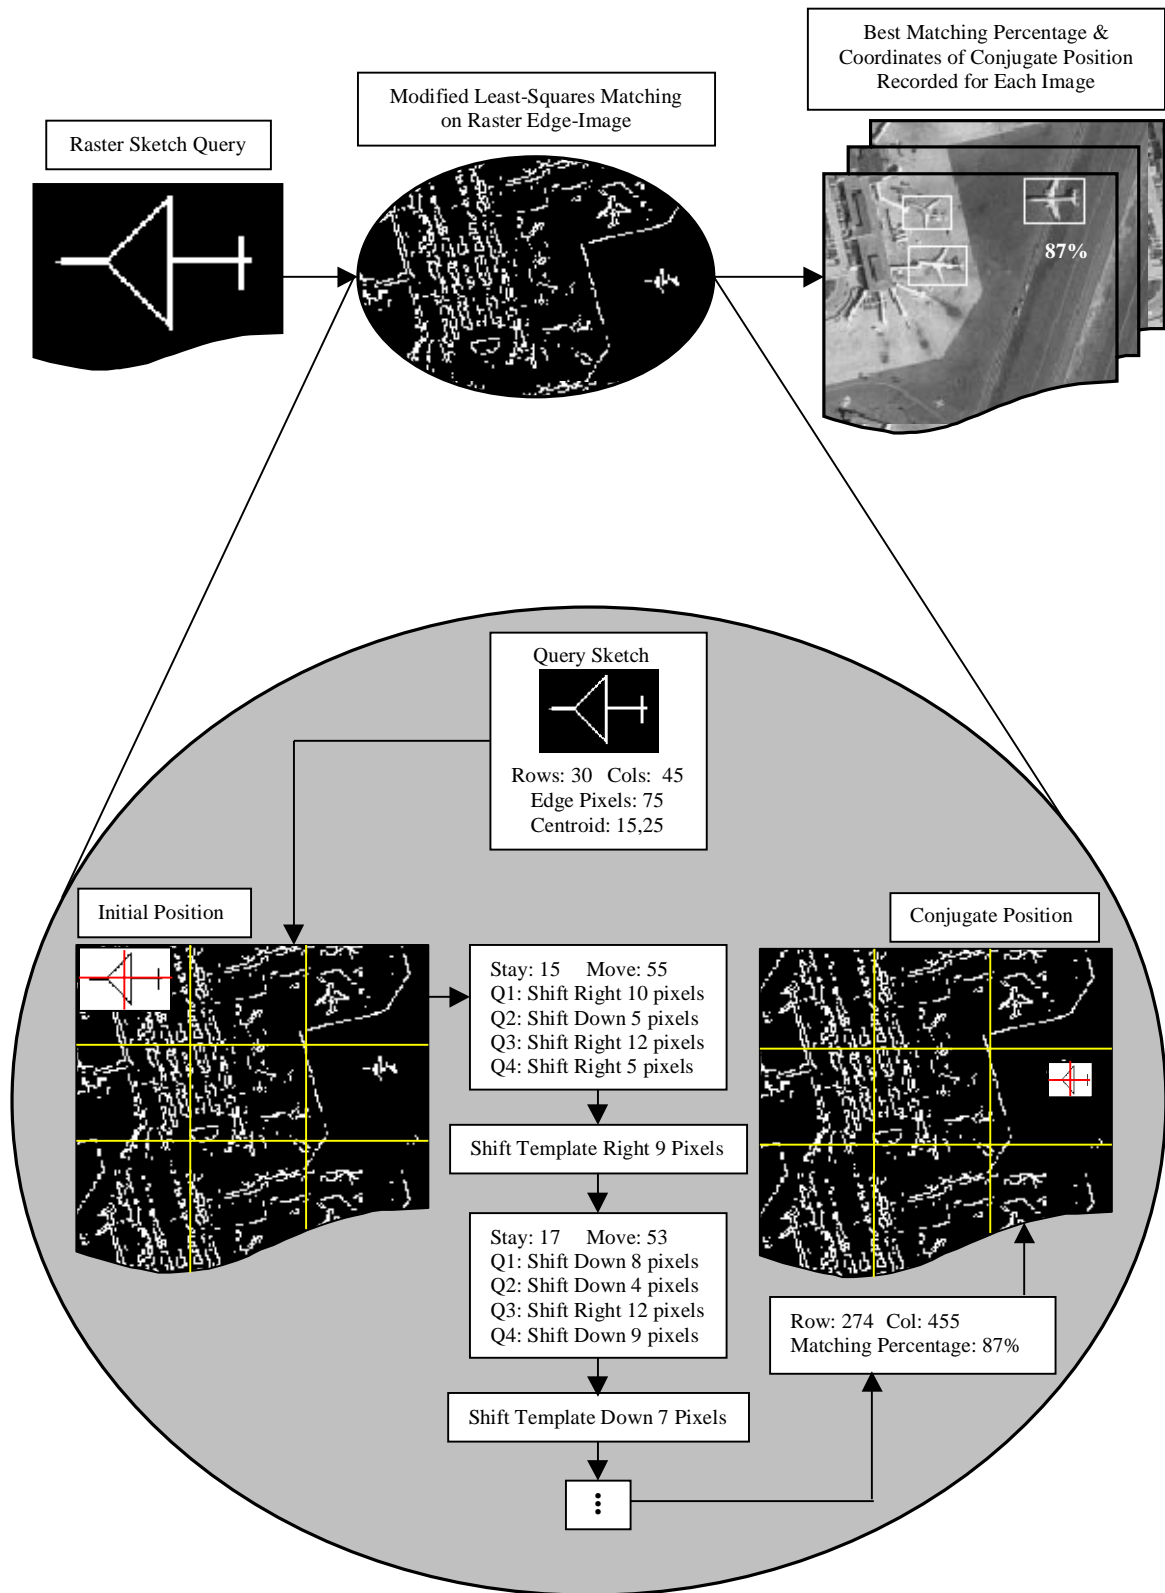 Best Matching Percentage &
Coordinates of Conjugate Position
Recorded for Each Image
Modified Least-Squares Matching
on Raster Edge-Image
Raster Sketch Query
87%
Query Sketch
Rows: 30 Cols: 45
Edge Pixels: 75
Centroid: 15,25
Initial Position
Conjugate Position
Stay: 15 Move: 55
Q1: Shift Right 10 pixels
Q2: Shift Down 5 pixels
Q3: Shift Right 12 pixels
Q4: Shift Right 5 pixels
Shift Template Right 9 Pixels
Stay: 17 Move: 53
Q1: Shift Down 8 pixels
Q2: Shift Down 4 pixels
Q3: Shift Right 12 pixels
Q4: Shift Down 9 pixels
Row: 274 Col: 455
Matching Percentage: 87%
Shift Template Down 7 Pixels